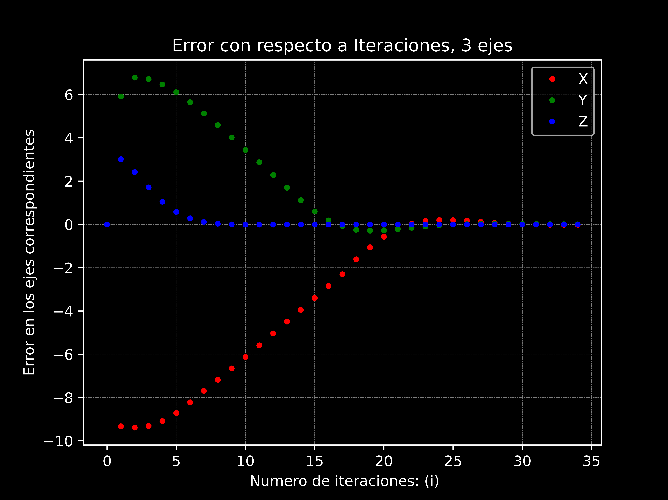 Error con respecto a Iteraciones, 3 ejes
X
Y
Z
6
4
2
0
−2
−4
−6
−8
−10
Error en los ejes correspondientes
0 5 10 15 20 25 30 35
Numero de iteraciones: (i)